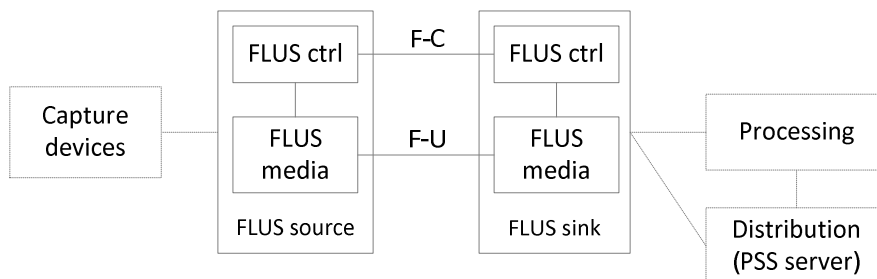 Capture
devices
FLUS ctrl
FLUS
media
FLUS source
F-C
F-U
FLUS ctrl
FLUS
media
FLUS sink
Processing
Distribution
(PSS server)